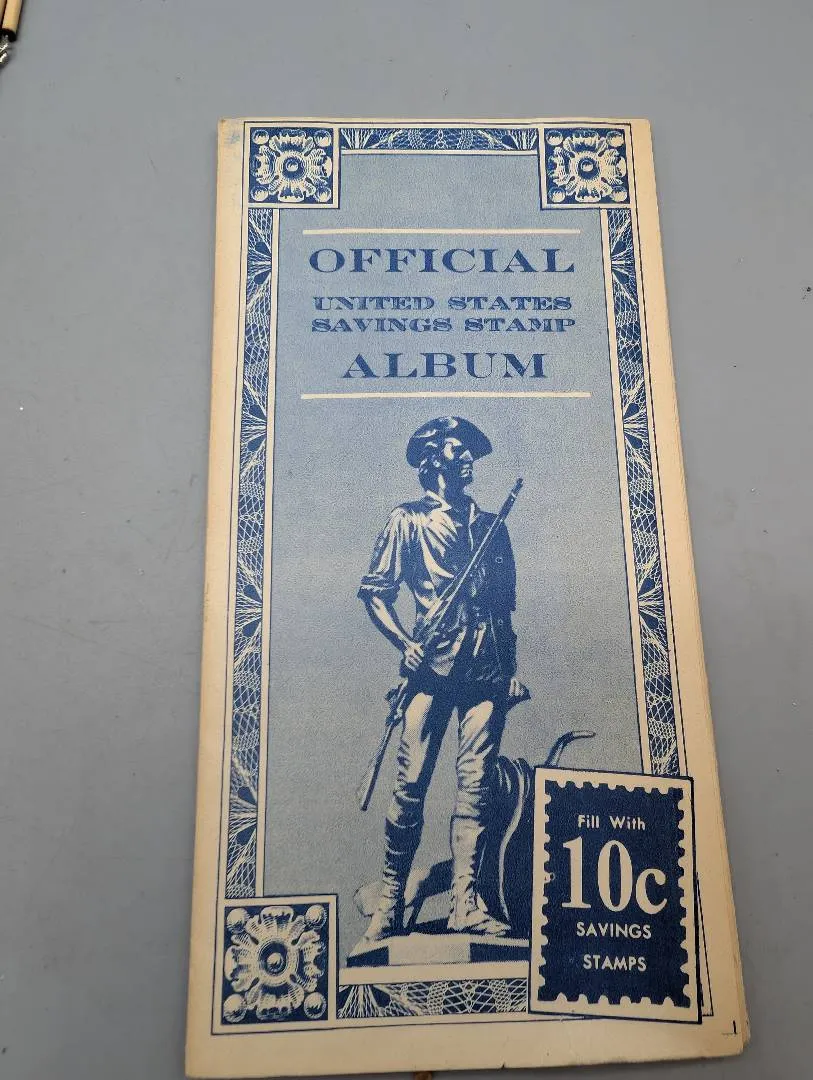 OFFICIAL
UNITED STATES
SAVINGS STAMP
ALBUM
Fill With
10c
SAVINGS
STAMPS